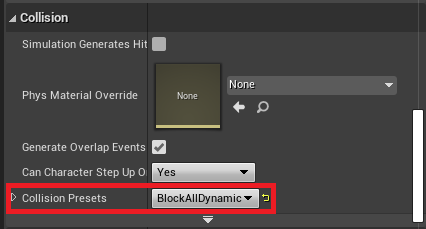 Collision
Simulation Generates Hit
Phys Material Override
None
None
Generate Overlap Events
Can Character Step Up O
Yes
Collision Presets
BlockAllDynamic